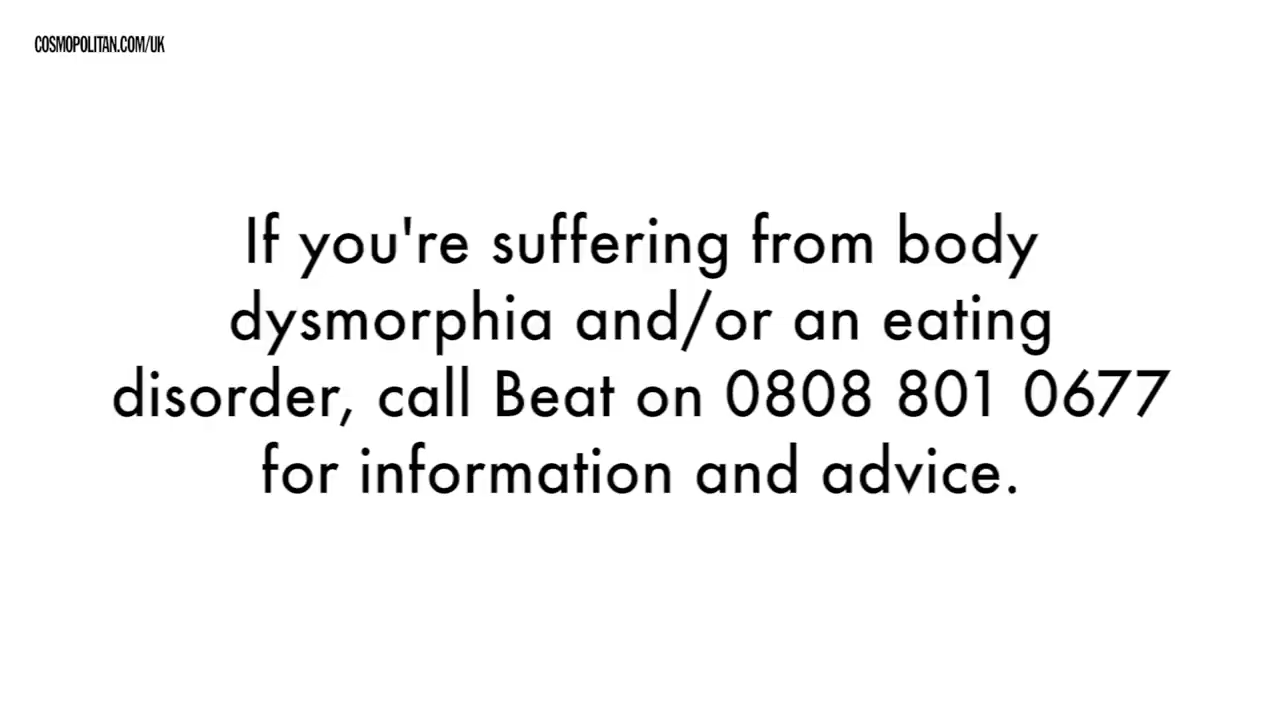 COSMOPOLITAN.COM/UK
If you're suffering from body
dysmorphia and/or an eating
disorder, call Beat on 0808 801 0677
for information and advice.